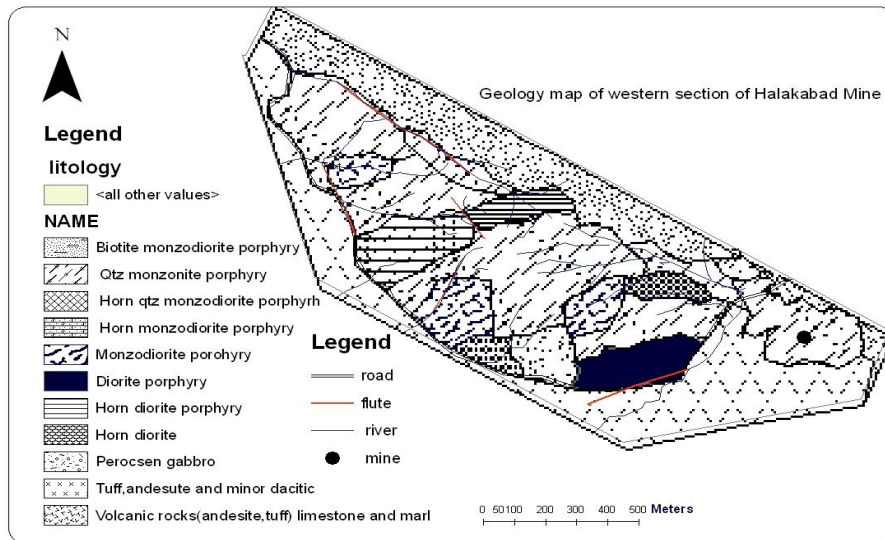 N
Geology map of western section of Halakabad Mine
Legend
litology
<all other values>
NAME
Biotite monzodiorite porphyry
Qtz monzonite porphyry
Horn qtz monzodiorite porphyrh
Horn monzodiorite porphyry
Monzodiorite porohyry
Diorite porphyry
Horn diorite porphyry
Horn diorite
Perocsen gabbro
Tuff,andesute and minor dacitic
Volcanic rocks(andesite,tuff) limestone and marl
Legend
road
flute
river
mine
0 50100 200 300 400 500 Meters